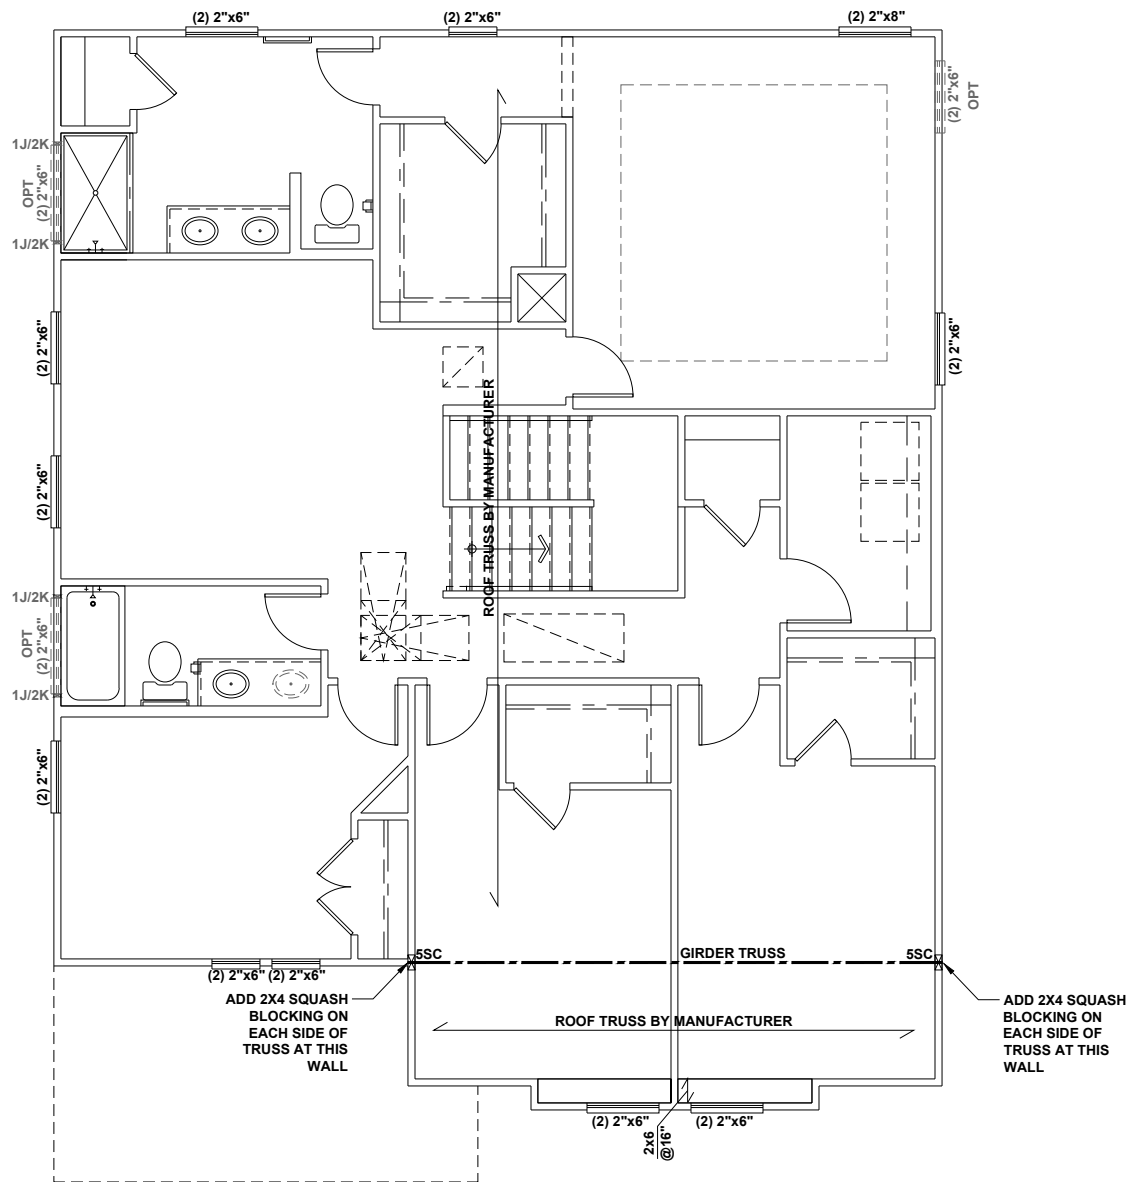 (2) 2"x6"
(2) 2"x6"
(2) 2"x8"
(2) 2"x6"
OPT
1J/2K
OPT
(2) 2"x6"
1J/2K
(2) 2"x6"
(2) 2"x6"
ROOF TRUSS BY MANUFACTURER
(2) 2"x6"
1J/2K
OPT
(2) 2"x6"
1J/2K
(2) 2"x6"
5SC
GIRDER TRUSS
5SC
(2) 2"x6"
(2) 2"x6"
ADD 2X4 SQUASH
BLOCKING ON
EACH SIDE OF
TRUSS AT THIS
WALL
ROOF TRUSS BY MANUFACTURER
ADD 2X4 SQUASH
BLOCKING ON
EACH SIDE OF
TRUSS AT THIS
WALL
(2) 2"x6"
2x6
@16"
(2) 2"x6"